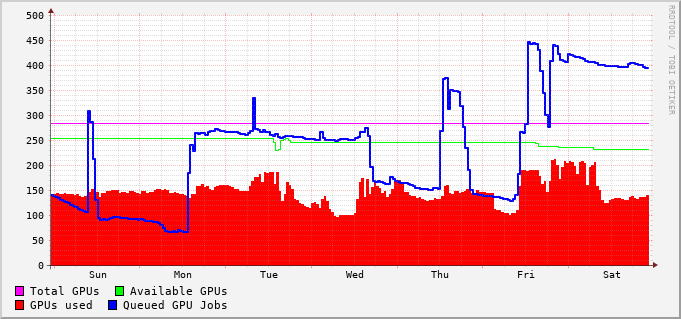 500
450
400
350
300
250
200
150
100
50
0
Sun Mon Tue Wed Thu Fri Sat
Total GPUs Available GPUs
GPUs used Queued GPU Jobs
RRDTOOL / TOBI OETIKER